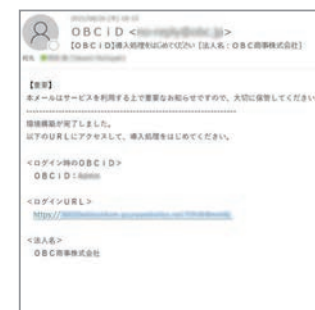 OBCiD <
【OBCiD】導入処理をはじめてください【法人名：OBC商事株式会社】
宛先
【重要】
本メールはサービスを利用する上で重要なお知らせですので、大切に保管してください
環境構築が完了しました。
以下のURLにアクセスして、導入処理をはじめてください。
<ログイン時のOBCiD>
OBCiD：
<ログインURL>
https://
<法人名>
OBC商事株式会社